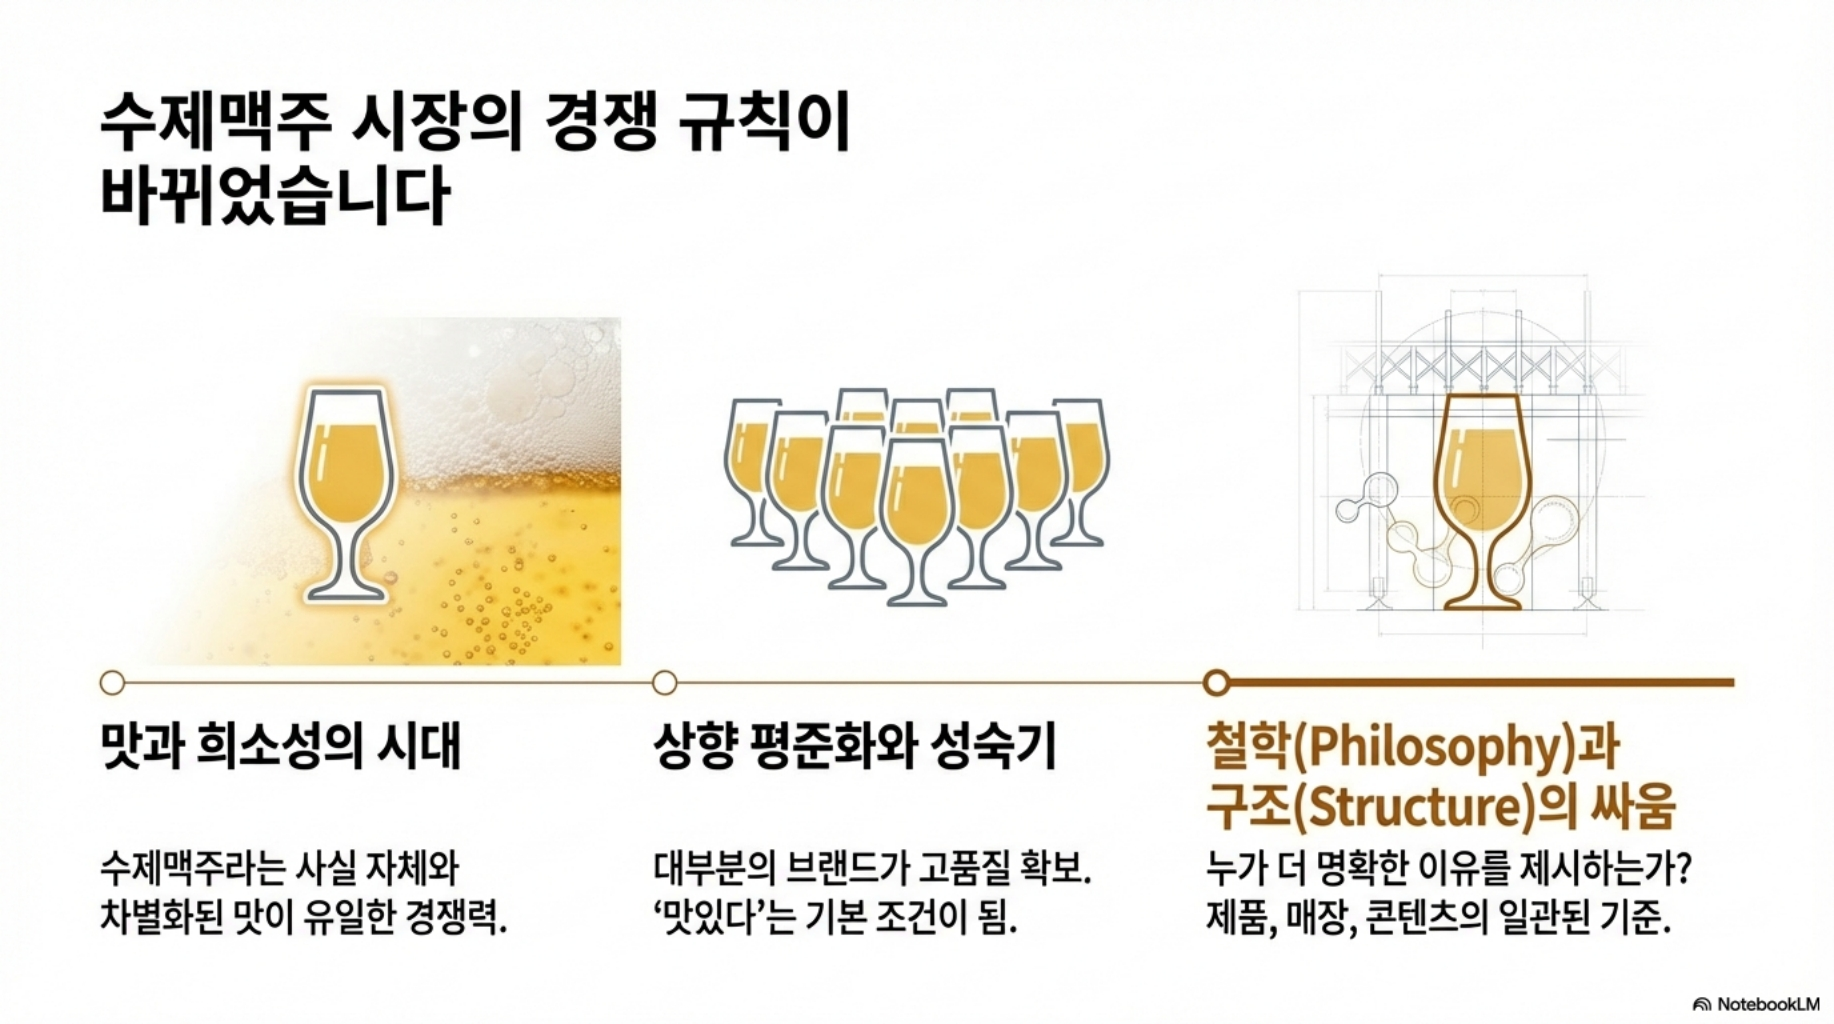 수제맥주 시장의 경쟁 규칙이
바뀌었습니다
맛과 희소성의 시대
수제맥주라는 사실 자체와
차별화된 맛이 유일한 경쟁력.
상향 평준화와 성숙기
대부분의 브랜드가 고품질 확보.
‘맛있다’는 기본 조건이 됨.
철학(Philosophy)과
구조(Structure)의 싸움
누가 더 명확한 이유를 제시하는가?
제품, 매장, 콘텐츠의 일관된 기준.
NotebookLM